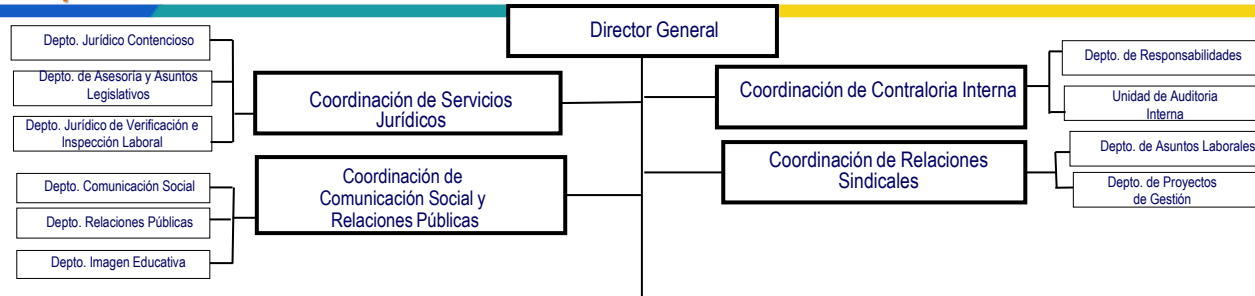 Director General
Depto. Jurídico Contencioso
Depto. de Asesoría y Asuntos
Legislativos
Depto. Jurídico de Verificación e
Inspección Laboral
Coordinación de Servicios
Jurídicos
Depto. Comunicación Social
Depto. Relaciones Públicas
Depto. Imagen Educativa
Coordinación de
Comunicación Social y
Relaciones Públicas
Coordinación de Contraloria Interna
Depto. de Responsabilidades
Unidad de Auditoria
Interna
Coordinación de Relaciones
Sindicales
Depto. de Asuntos Laborales
Depto. de Proyectos
de Gestión